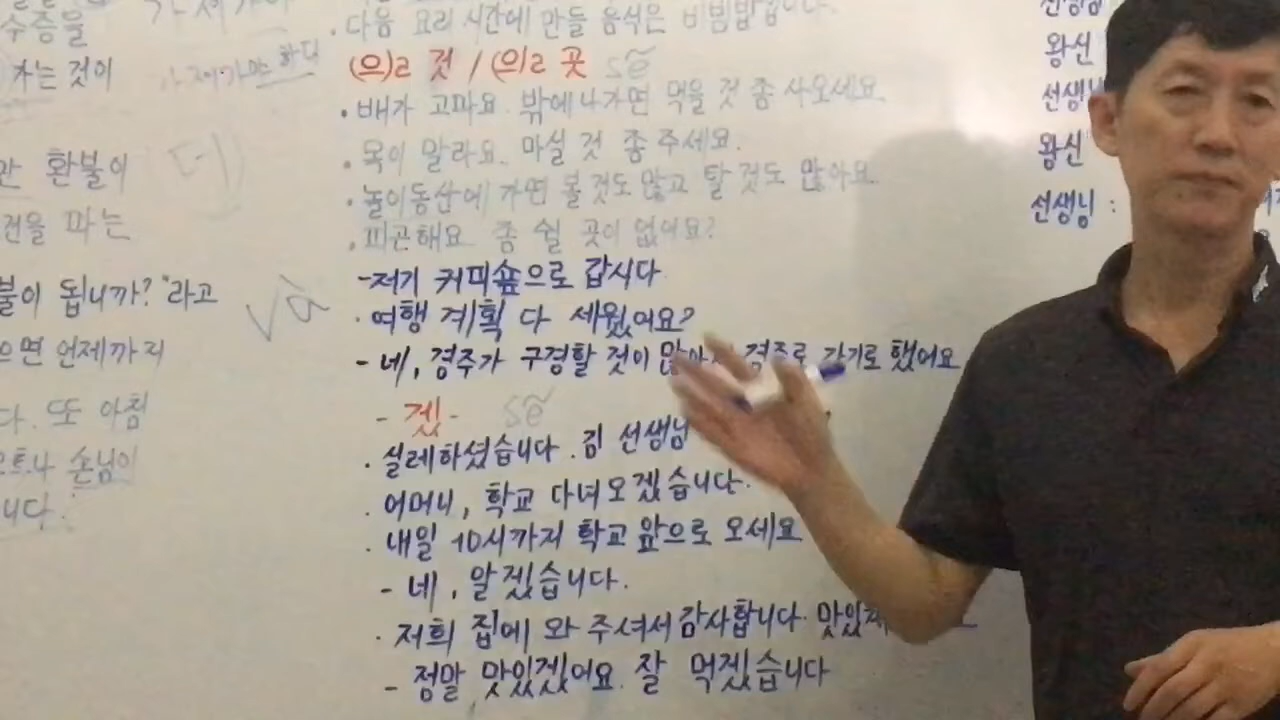 수증을
가는 것이
만 환불이
건을 파는
불이 됩니까?"라고
으면 언제까지
다. 또 아침
손님이
니다.
· 다음 요리 시간에 만들 음식은 비빔밥입니다.
(으)ㄹ 것 / (으)ㄹ 곳 sẽ
· 배가 고파요. 밖에 나가면 먹을 것 좀 사오세요.
· 목이 말라요. 마실 것 좀 주세요.
· 놀이동산에 가면 볼 것도 많고 탈 것도 많아요.
· 피곤해요 좀 쉴 곳이 없어요?
- 저기 커피숖으로 갑시다
và
· 여행 계획 다 세웠어요?
- 네, 경주가 구경할 것이 경주로 가기로 했어요
- 겠 - sẽ
· 실례하셨습니다. 김 선생님
· 어머니, 학교 다녀오겠습니다.
· 내일 10시까지 학교 앞으로 오세요
- 네, 알겠습니다.
· 저희 집에 와 주셔서 감사합니다.
- 정말 맛있겠어요. 잘 먹겠습니다
왕신
선생님
왕신
선생님 :